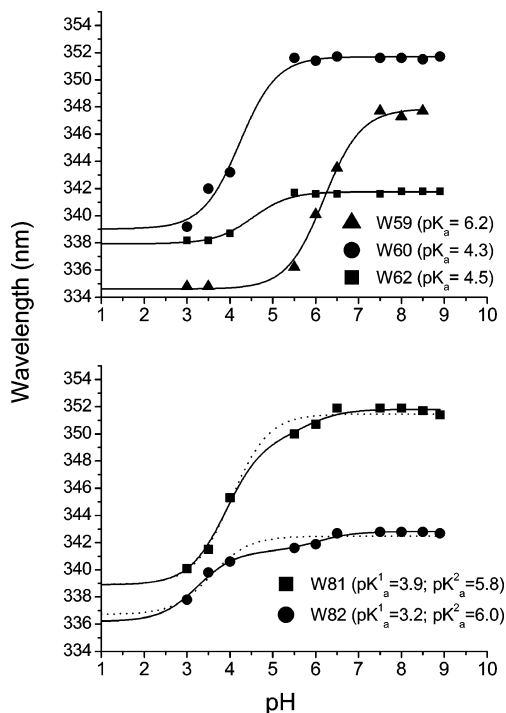 354
352
350
348
346
344
342
340
338
336
334
W59 (pKa= 6.2)
W60 (pKa= 4.3)
W62 (pKa= 4.5)
1 2 3 4 5 6 7 8 9 10
Wavelength (nm)
354
352
350
348
346
344
342
340
338
336
334
W81 (pK¹a=3.9; pK²a=5.8)
W82 (pK¹a=3.2; pK²a=6.0)
1 2 3 4 5 6 7 8 9 10
pH